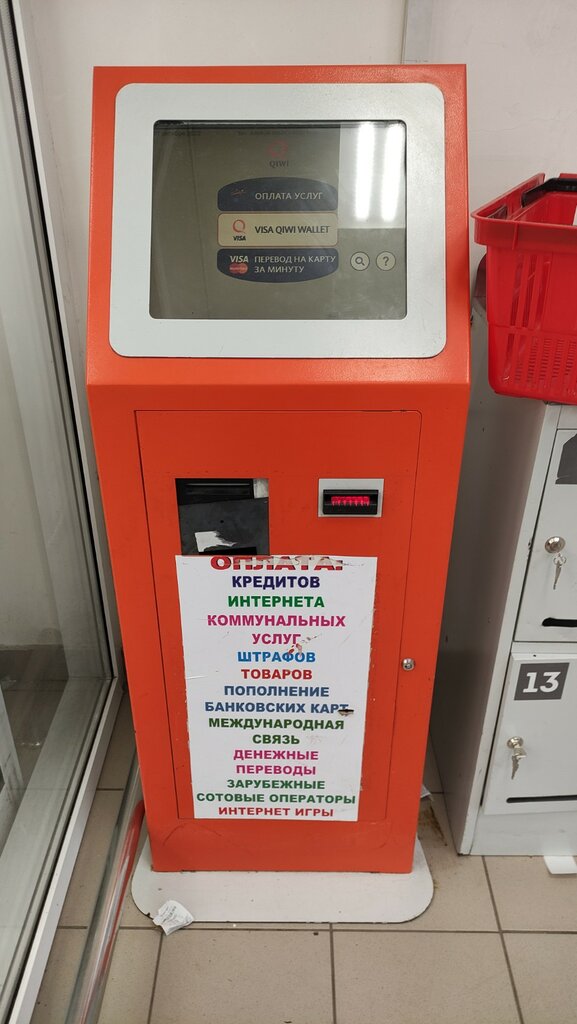 QIWI
ОПЛАТА УСЛУГ
VISA
VISA QIWI WALLET
VISA
ПЕРЕВОД НА КАРТУ
ЗА МИНУТУ
?
ОПЛАТА:
КРЕДИТОВ
ИНТЕРНЕТА
КОММУНАЛЬНЫХ
УСЛУГ
ШТРАФОВ
ТОВАРОВ
ПОПОЛНЕНИЕ
БАНКОВСКИХ КАРТ
МЕЖДУНАРОДНАЯ
СВЯЗЬ
ДЕНЕЖНЫЕ
ПЕРЕВОДЫ
ЗАРУБЕЖНЫЕ
СОТОВЫЕ ОПЕРАТОРЫ
ИНТЕРНЕТ ИГРЫ
13